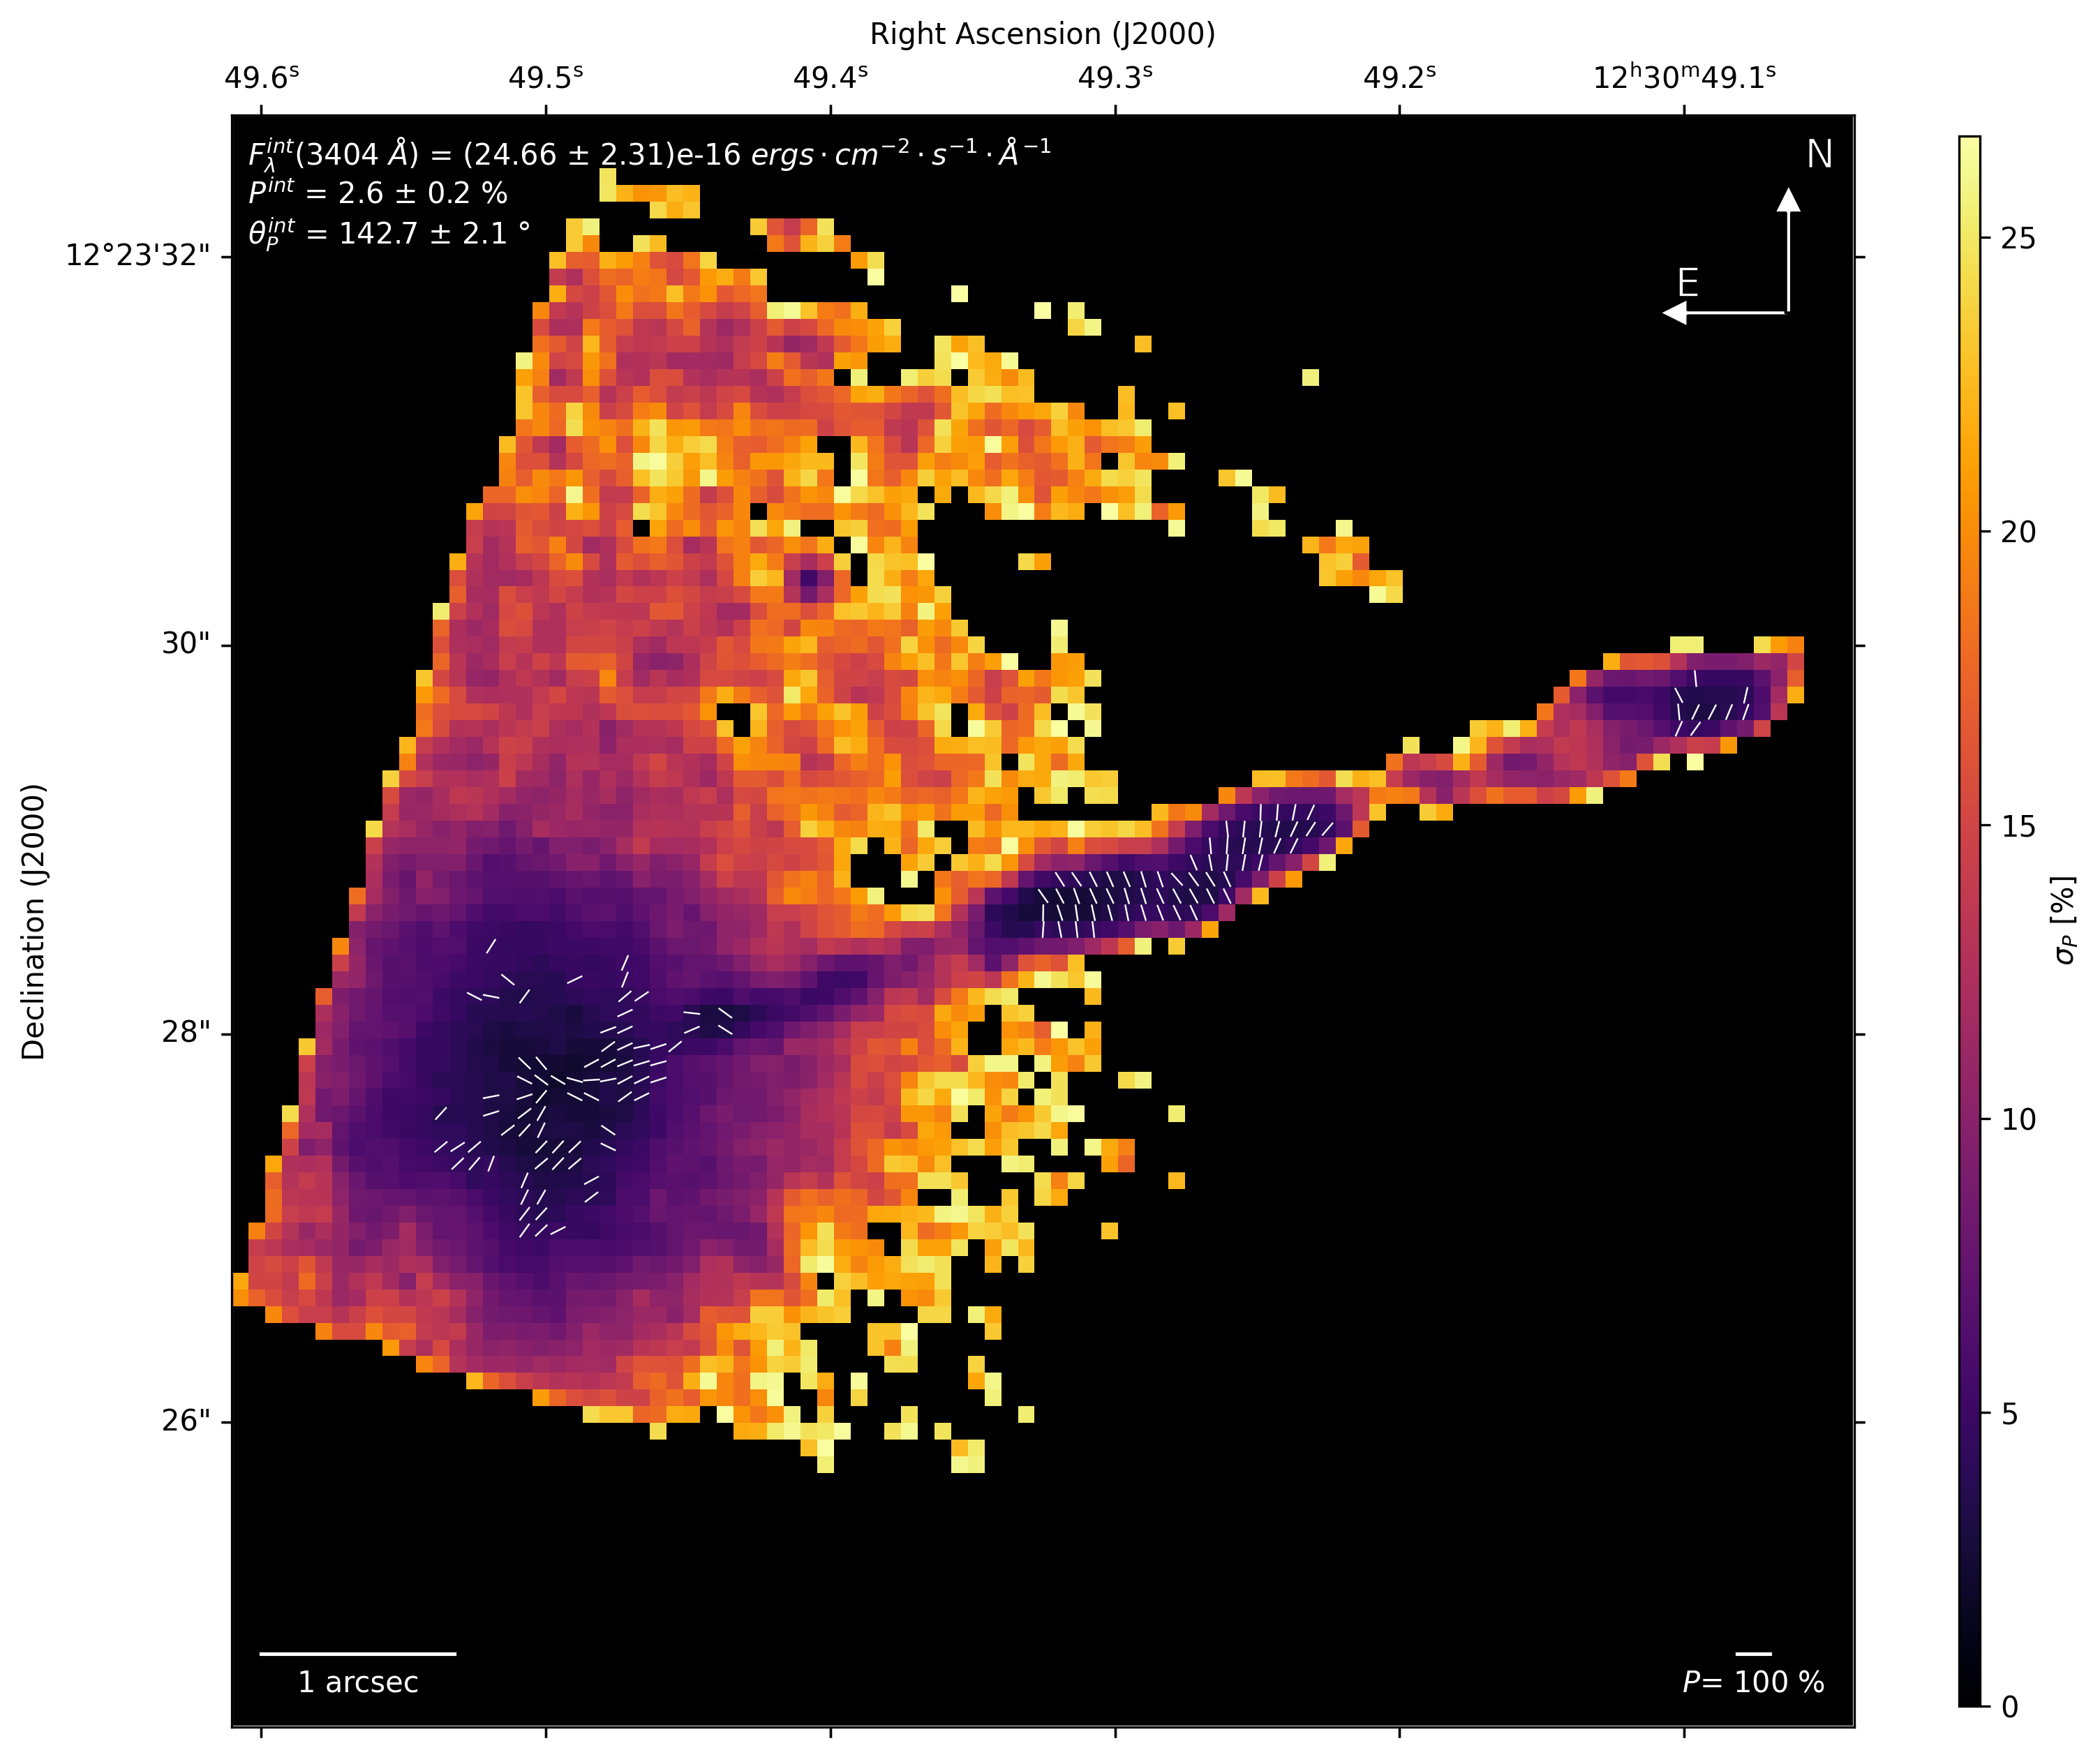 Right Ascension (J2000)
49.6ˢ 49.5ˢ 49.4ˢ 49.3ˢ 49.2ˢ 12ʰ30ᵐ49.1ˢ
F_λ^int(3404 Å) = (24.66 ± 2.31)e-16 ergs · cm⁻² · s⁻¹ · Å⁻¹
P^int = 2.6 ± 0.2 %
θ_P^int = 142.7 ± 2.1 °
N
E
12°23'32"
30"
28"
26"
Declination (J2000)
1 arcsec
P= 100 %
25
20
15
10
5
0
σ_P [%]